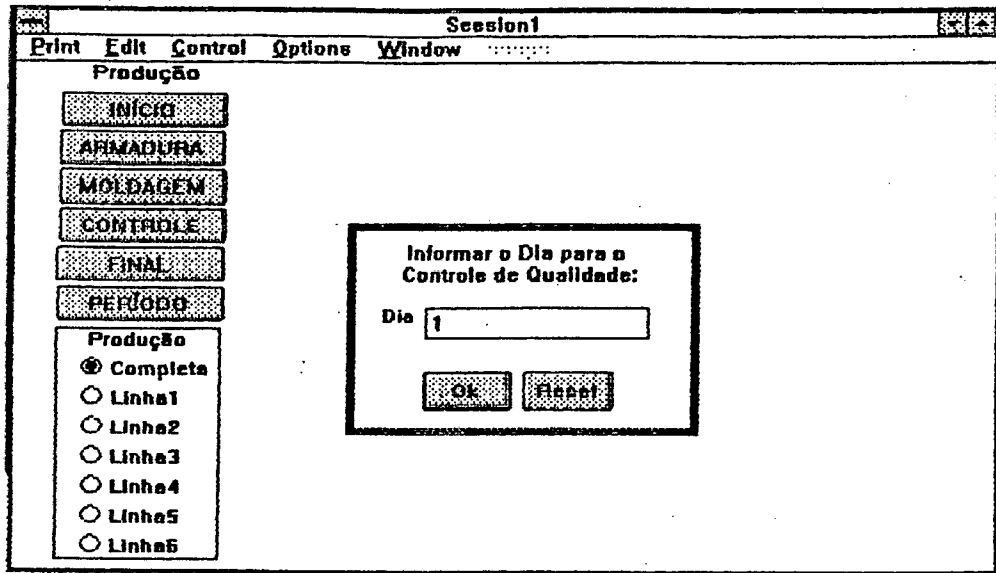 Session1
Print Edit Control Options Window
Produção
INÍCIO
ARMADURA
MOLDAGEM
CONTROLE
FINAL
PERÍODO
Produção
Completa
Linha1
Linha2
Linha3
Linha4
Linha5
Linha6
Informar o Dia para o
Controle de Qualidade:
Dia 1
Ok Reset